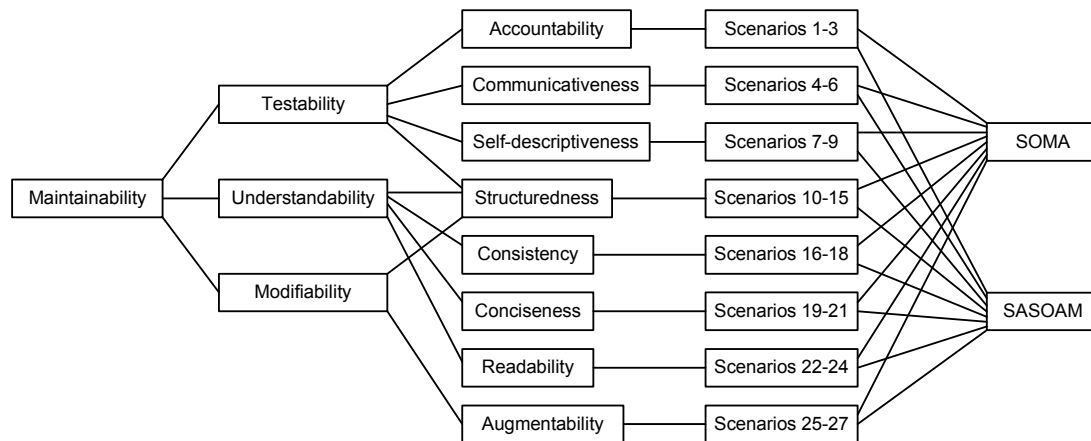 Maintainability
Testability
Understandability
Modifiability
Accountability
Communicativeness
Self-descriptiveness
Structuredness
Consistency
Conciseness
Readability
Augmentability
Scenarios 1-3
Scenarios 4-6
Scenarios 7-9
Scenarios 10-15
Scenarios 16-18
Scenarios 19-21
Scenarios 22-24
Scenarios 25-27
SOMA
SASOAM